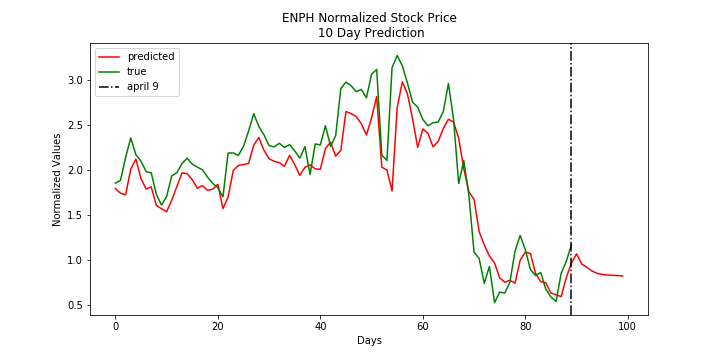 ENPH Normalized Stock Price
10 Day Prediction
predicted
true
april 9
Normalized Values
3.0
2.5
2.0
1.5
1.0
0.5
0
20
40
60
80
100
Days